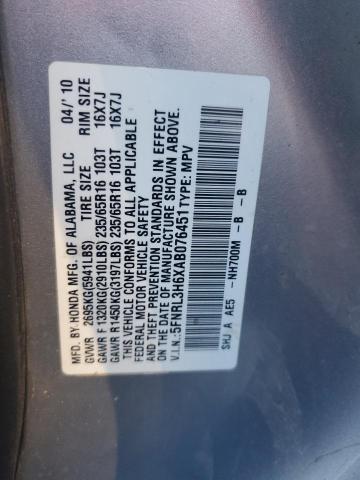 MFD. BY HONDA MFG. OF ALABAMA, LLC 04/'10
GVWR 2695KG(5941LBS) TIRE SIZE RIM SIZE
GAWR F 1320KG(2910LBS) 235/65R16 103T 16X7J
GAWR R 1450KG(3197LBS) 235/65R16 103T 16X7J
THIS VEHICLE CONFORMS TO ALL APPLICABLE
FEDERAL MOTOR VEHICLE SAFETY
AND THEFT PREVENTION STANDARDS IN EFFECT
ON THE DATE OF MANUFACTURE SHOWN ABOVE.
V.I.N.:5FNRL3H6XAB076451 TYPE: MPV
SHJ A AE5 -NH700M -B -B